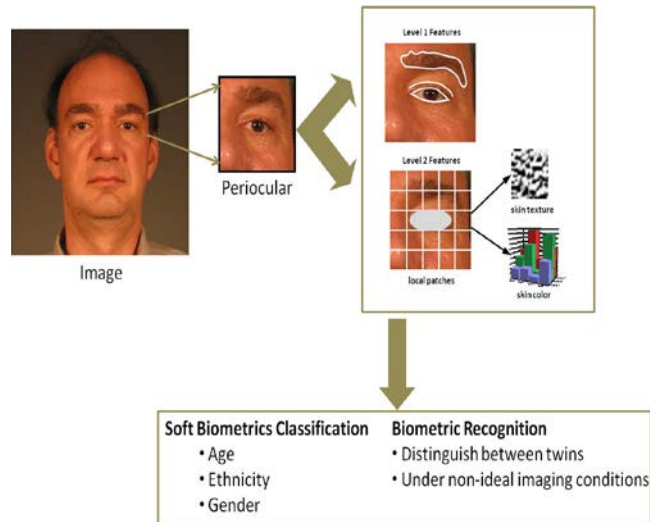 Level 1 Features
Periocular
Image
Level 2 Features
skin texture
local patches
skin color
Soft Biometrics Classification
• Age
• Ethnicity
• Gender
Biometric Recognition
• Distinguish between twins
• Under non-ideal imaging conditions